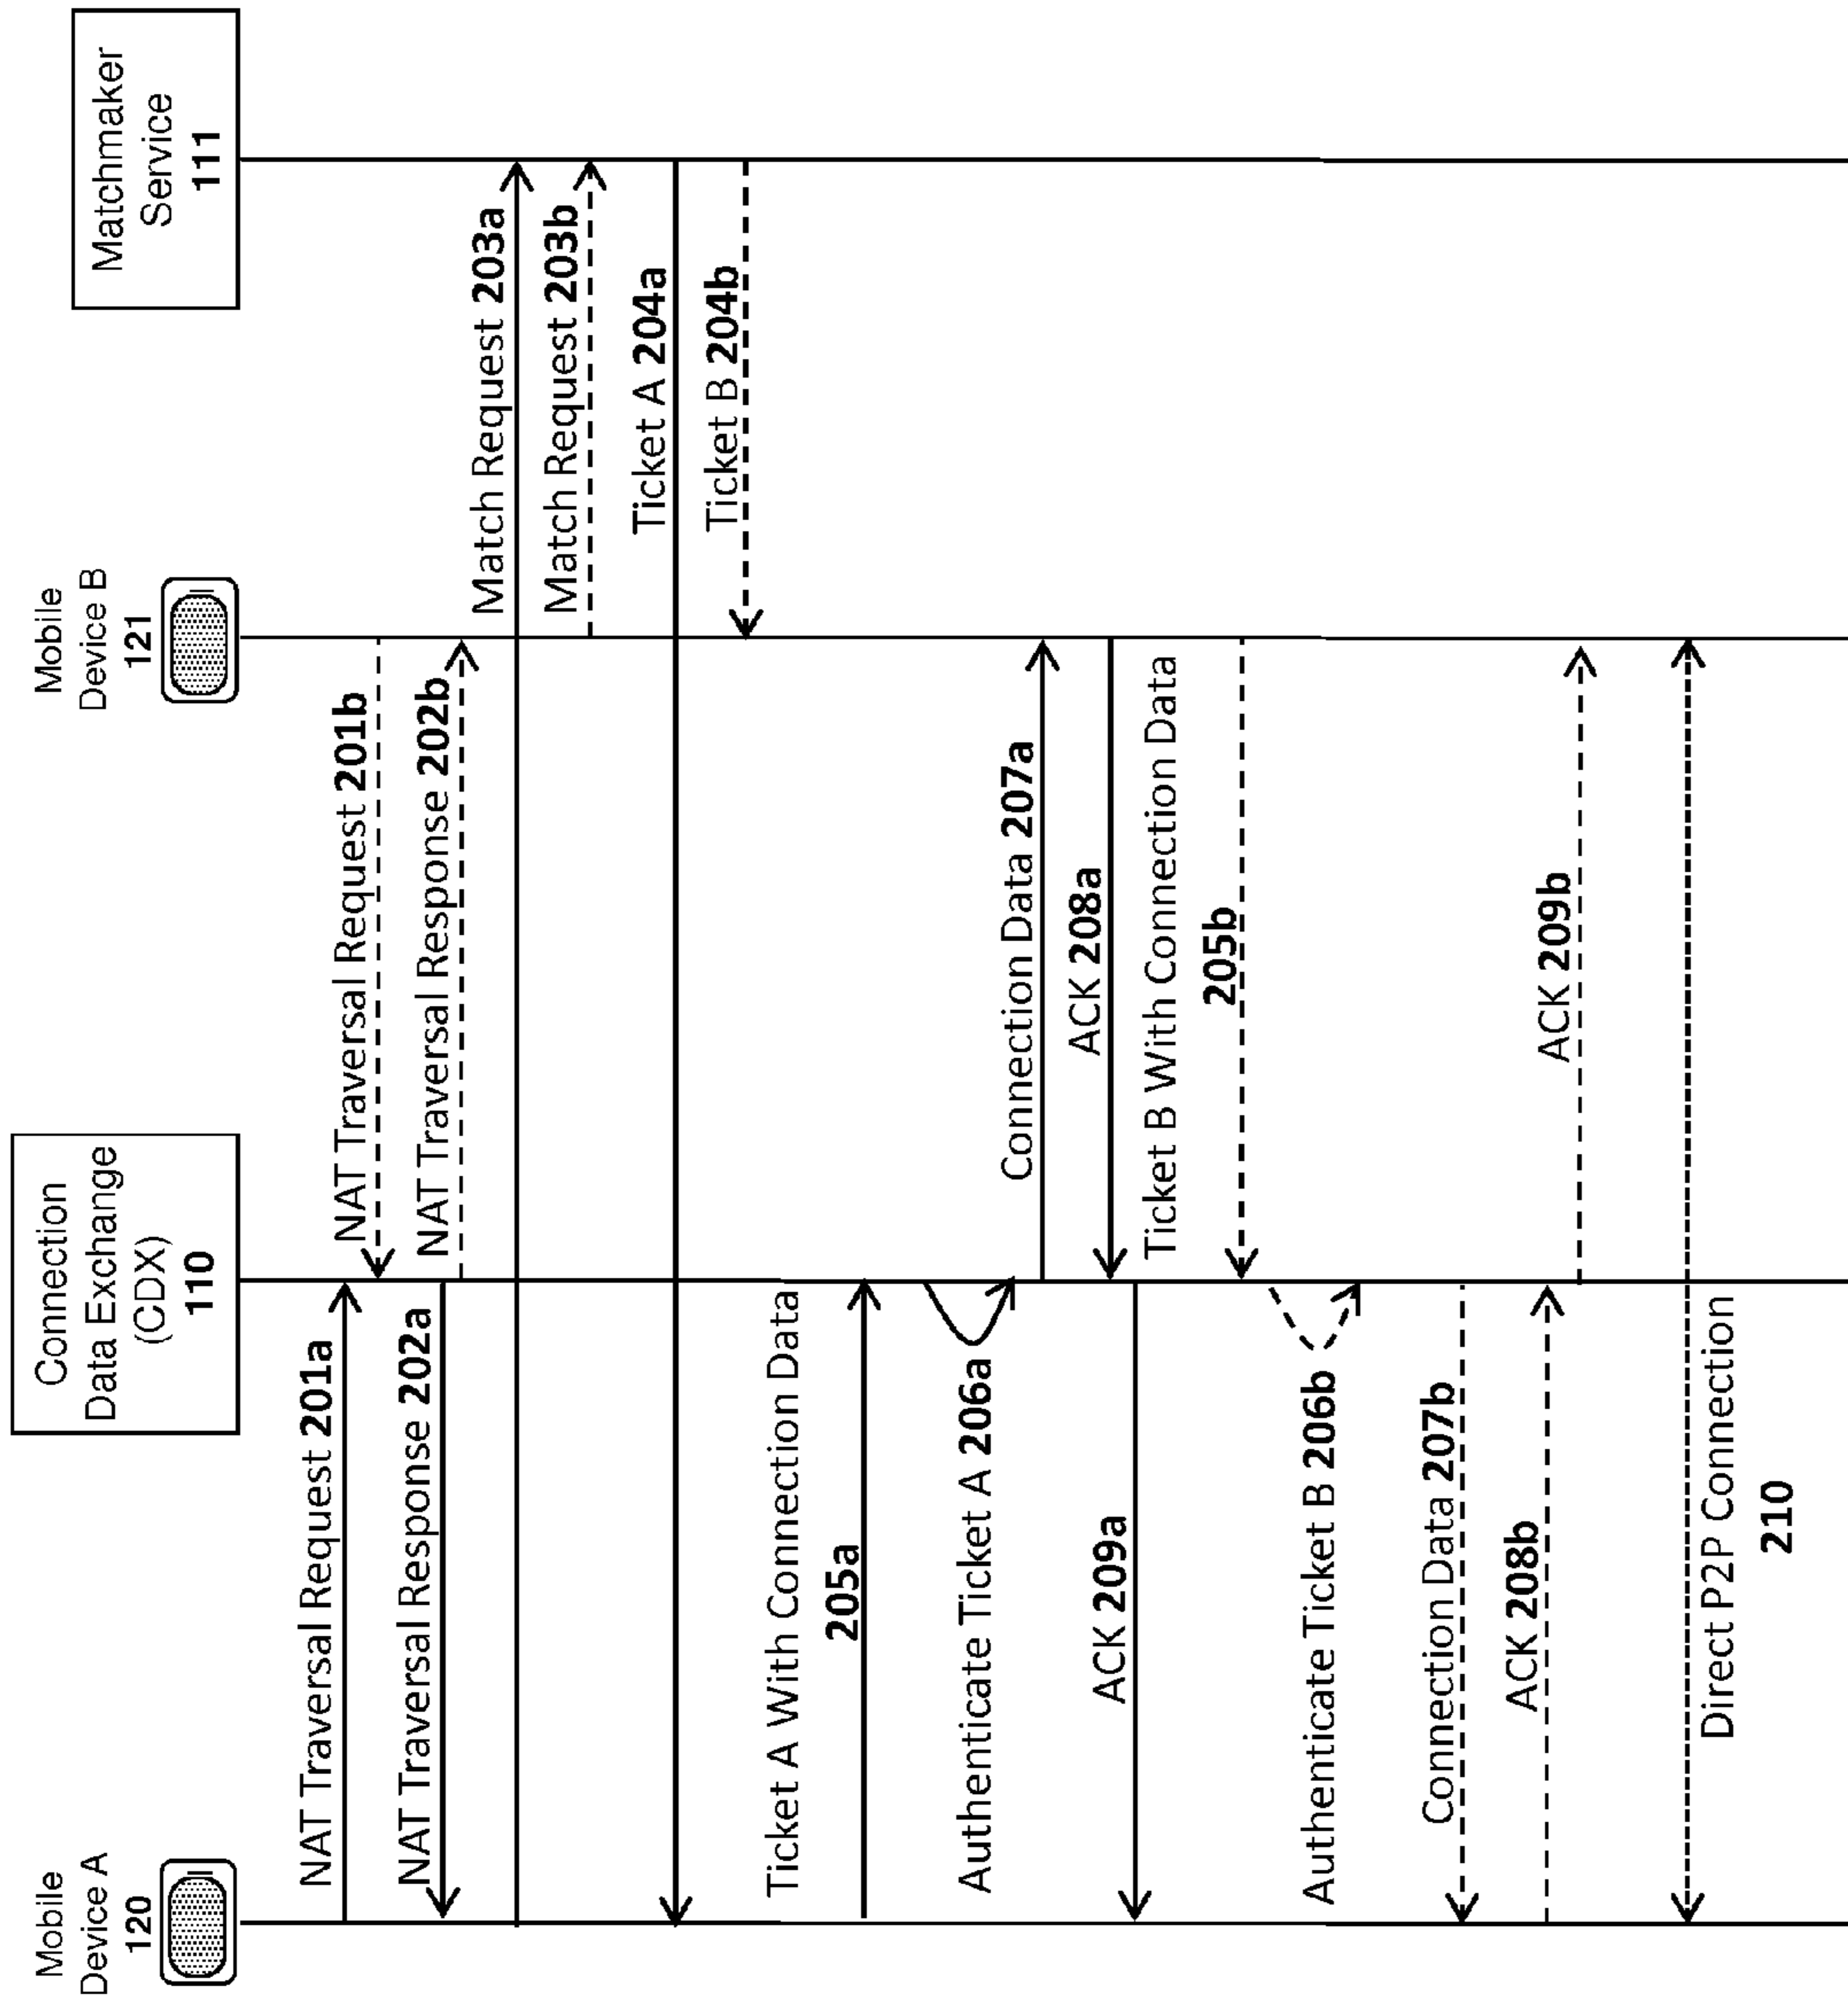 Mobile
Device A
120
Connection
Data Exchange
(CDX)
110
Mobile
Device B
121
Matchmaker
Service
111
NAT Traversal Request 201a
NAT Traversal Request 201b
NAT Traversal Response 202a
NAT Traversal Response 202b
Match Request 203a
Match Request 203b
Ticket A 204a
Ticket B 204b
Ticket A With Connection Data
205a
Authenticate Ticket A 206a
Connection Data 207a
ACK 208a
ACK 209a
Ticket B With Connection Data
205b
Authenticate Ticket B 206b
Connection Data 207b
ACK 208b
ACK 209b
Direct P2P Connection
210